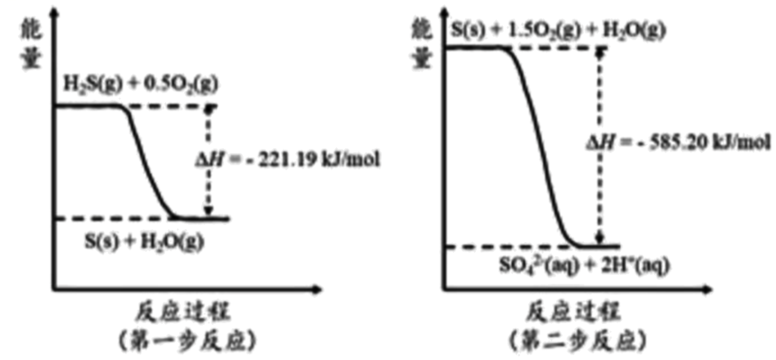 能量
H₂S(g) + 0.5O₂(g)
ΔH = - 221.19 kJ/mol
S(s) + H₂O(g)
反应过程
(第一步反应)
能量
S(s) + 1.5O₂(g) + H₂O(g)
ΔH = - 585.20 kJ/mol
SO₄²⁻(aq) + 2H⁺(aq)
反应过程
(第二步反应)